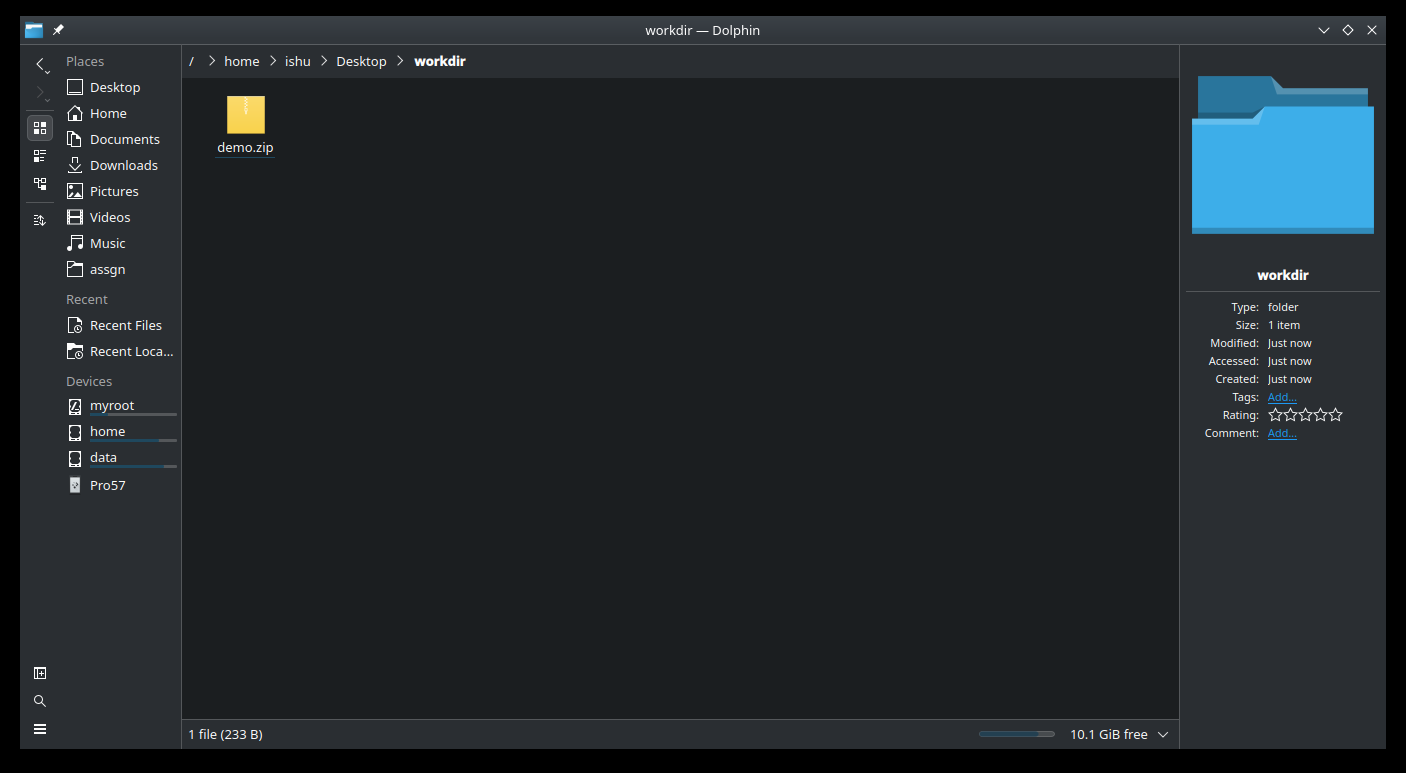 workdir — Dolphin
Places
Desktop
Home
Documents
Downloads
Pictures
Videos
Music
assgn
Recent
Recent Files
Recent Loca...
Devices
myroot
home
data
Pro57
/ > home > ishu > Desktop > workdir
demo.zip
1 file (233 B)
10.1 GiB free
workdir
Type: folder
Size: 1 item
Modified: Just now
Accessed: Just now
Created: Just now
Tags: Add...
Rating:
Comment: Add...